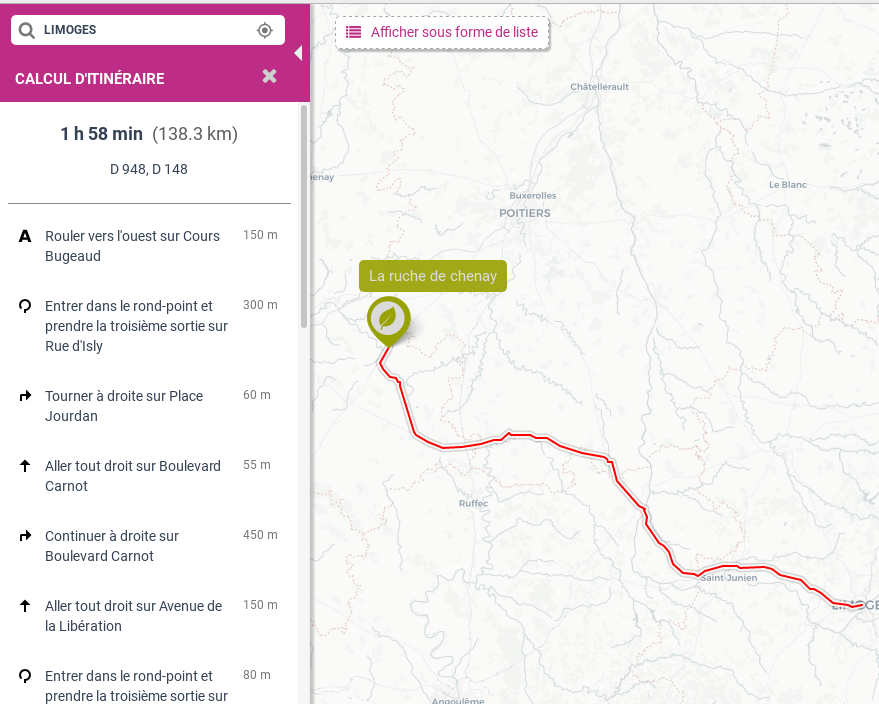 LIMOGES
CALCUL D'ITINÉRAIRE
1 h 58 min (138.3 km)
D 948, D 148
A Rouler vers l'ouest sur Cours 150 m
Bugeaud
Entrer dans le rond-point et 300 m
prendre la troisième sortie sur
Rue d'Isly
Tourner à droite sur Place 60 m
Jourdan
Aller tout droit sur Boulevard 55 m
Carnot
Continuer à droite sur 450 m
Boulevard Carnot
Aller tout droit sur Avenue de 150 m
la Libération
Entrer dans le rond-point et 80 m
prendre la troisième sortie sur
Afficher sous forme de liste
Châtellerault
enay
Le Blanc
Buxerolles
POITIERS
La ruche de chenay
Ruffec
Saint-Junien
LIMOGE
Angoulême